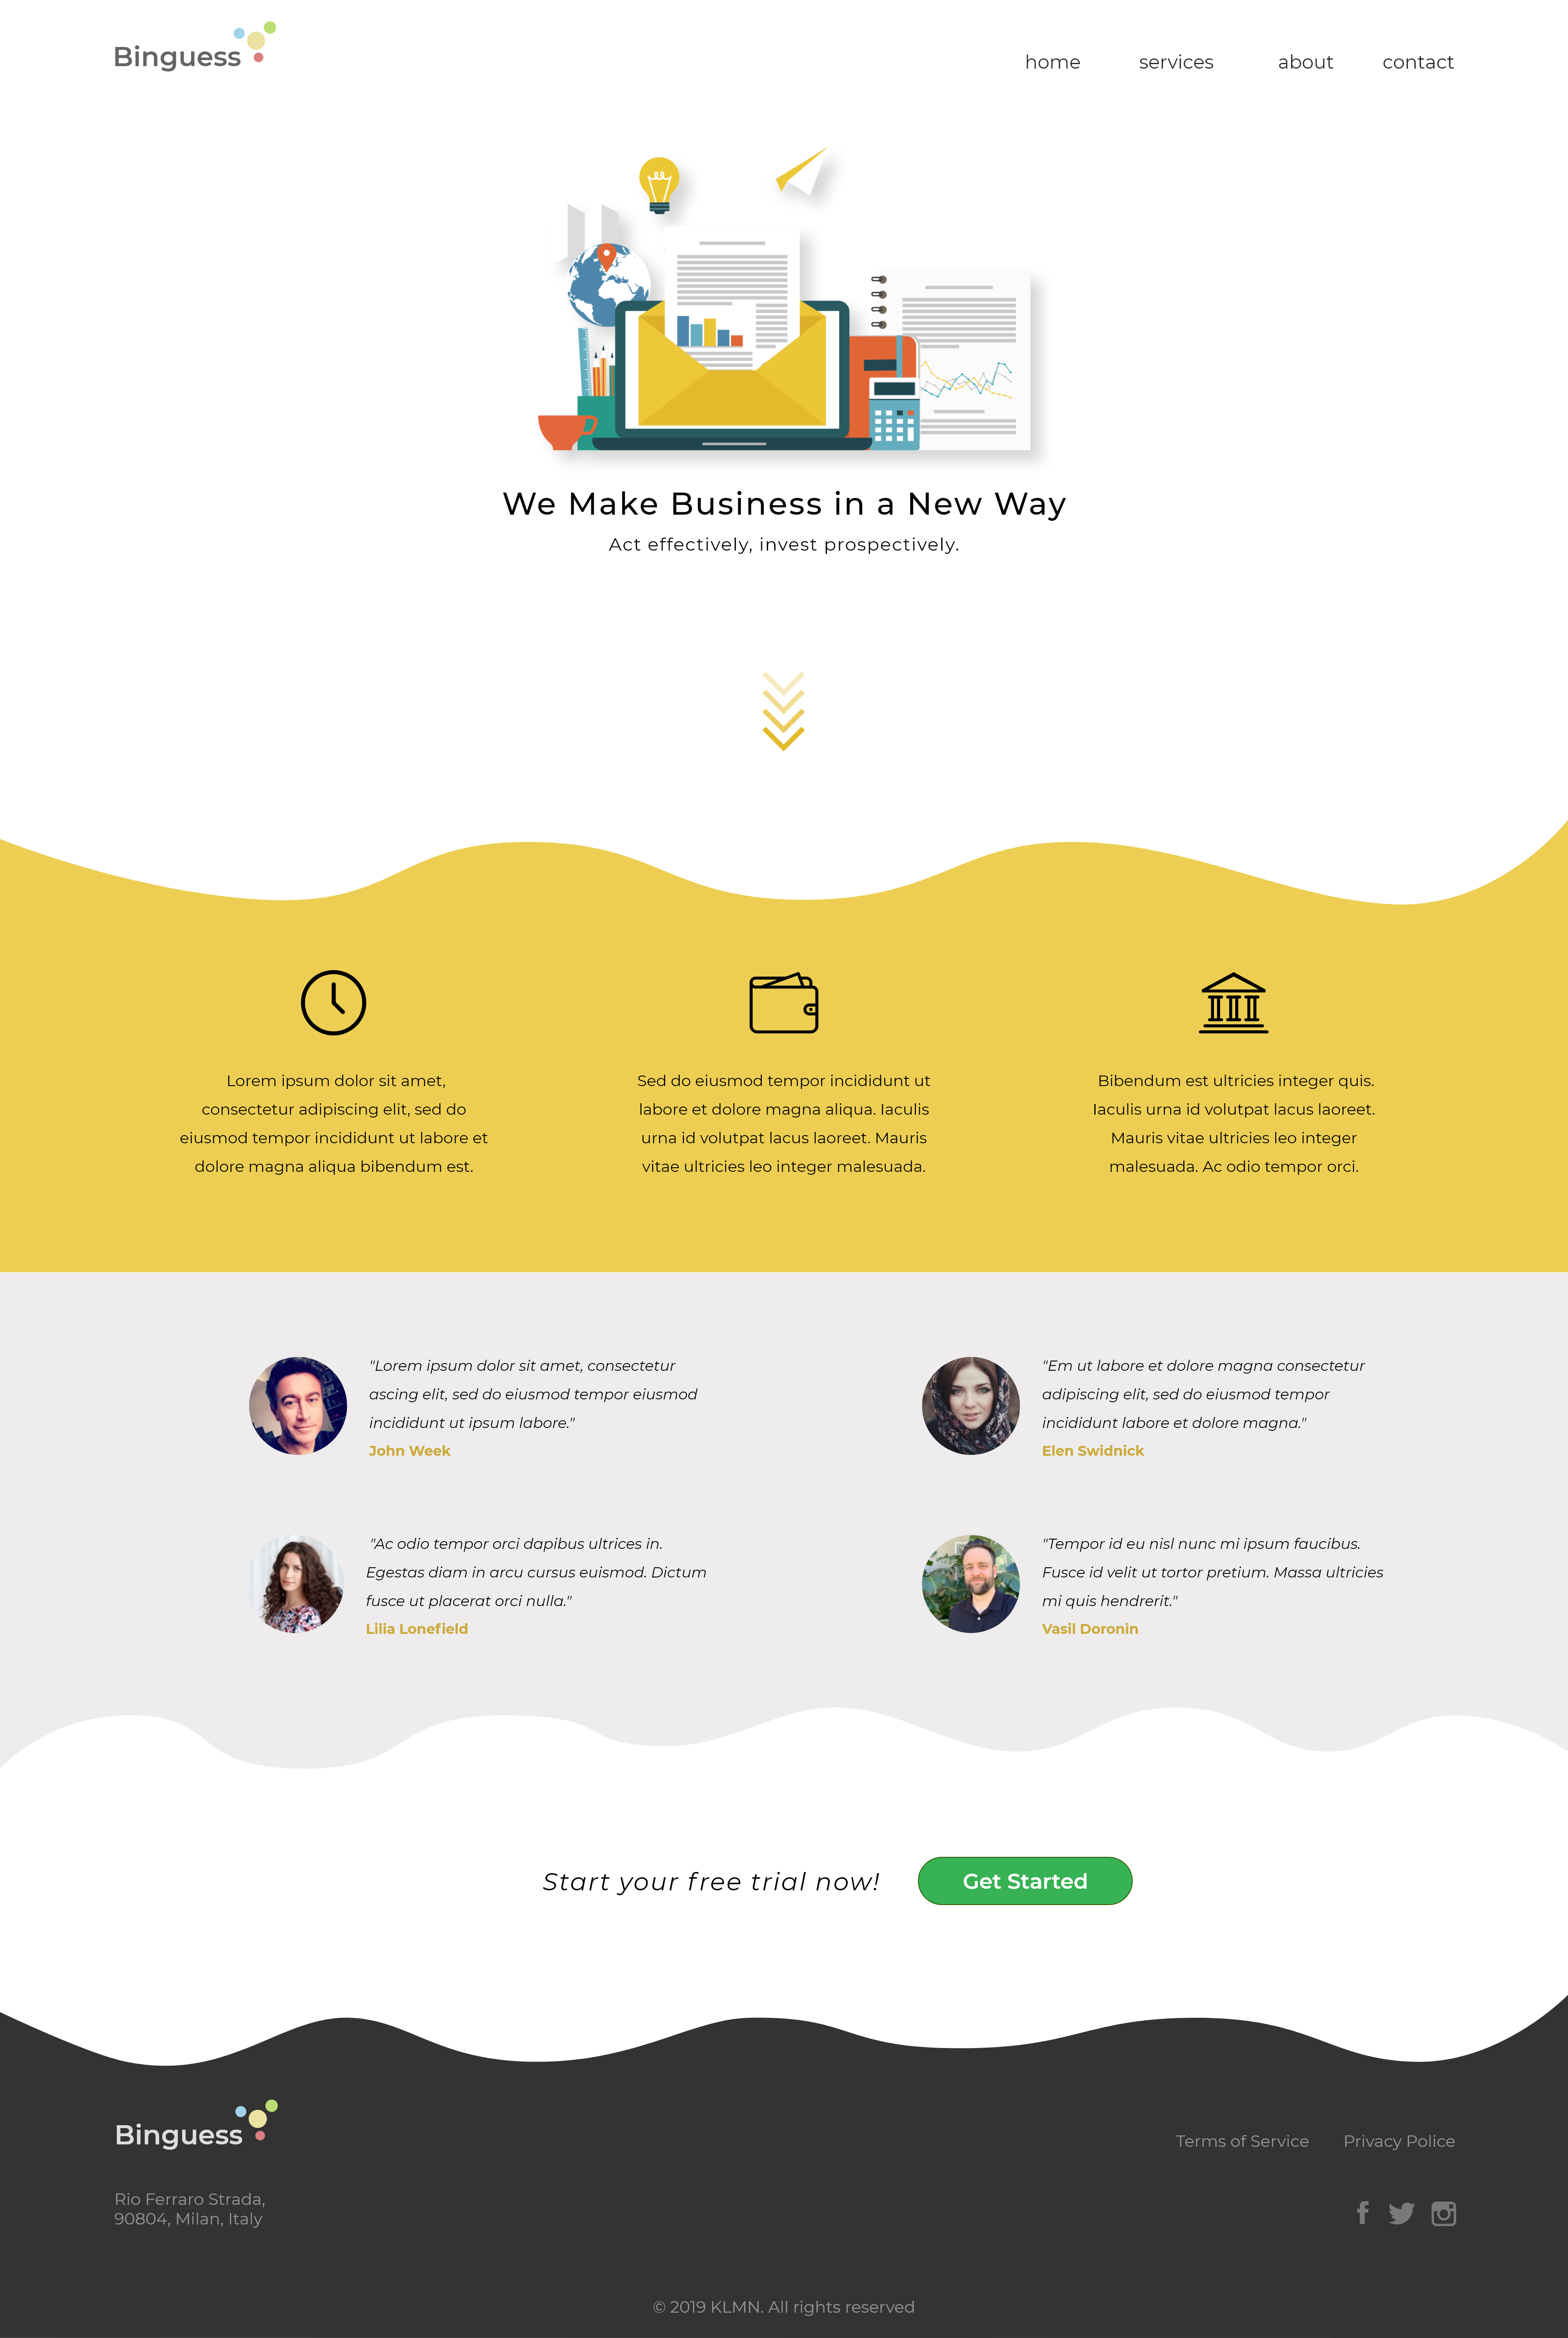 Binguess
home services about contact
We Make Business in a New Way
Act effectively, invest prospectively.
Lorem ipsum dolor sit amet,
consectetur adipiscing elit, sed do
eiusmod tempor incididunt ut labore et
dolore magna aliqua bibendum est.
Sed do eiusmod tempor incididunt ut
labore et dolore magna aliqua. Iaculis
urna id volutpat lacus laoreet. Mauris
vitae ultricies leo integer malesuada.
Bibendum est ultricies integer quis.
Iaculis urna id volutpat lacus laoreet.
Mauris vitae ultricies leo integer
malesuada. Ac odio tempor orci.
"Lorem ipsum dolor sit amet, consectetur
ascing elit, sed do eiusmod tempor eiusmod
incididunt ut ipsum labore."
John Week
"Em ut labore et dolore magna consectetur
adipiscing elit, sed do eiusmod tempor
incididunt labore et dolore magna."
Elen Swidnick
"Ac odio tempor orci dapibus ultrices in.
Egestas diam in arcu cursus euismod. Dictum
fusce ut placerat orci nulla."
Lilia Lonefield
"Tempor id eu nisl nunc mi ipsum faucibus.
Fusce id velit ut tortor pretium. Massa ultricies
mi quis hendrerit."
Vasil Doronin
Start your free trial now!
Get Started
Binguess
Terms of Service Privacy Police
Rio Ferraro Strada,
90804, Milan, Italy
© 2019 KLMN. All rights reserved